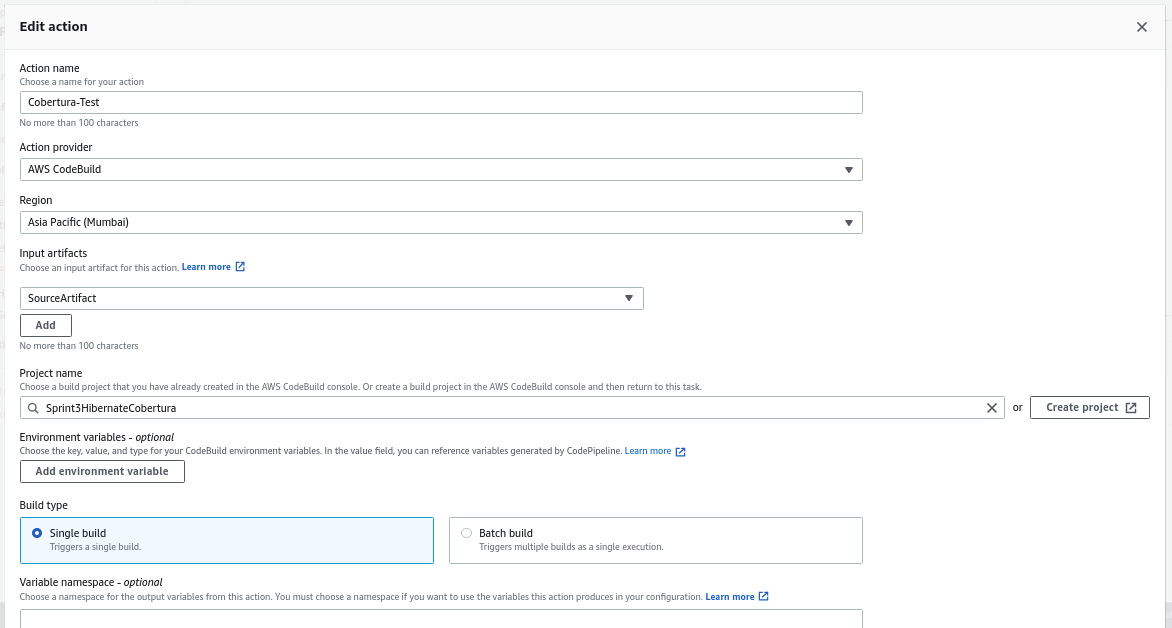 Edit action
Action name
Choose a name for your action
Cobertura-Test
No more than 100 characters
Action provider
AWS CodeBuild
Region
Asia Pacific (Mumbai)
Input artifacts
Choose an input artifact for this action. Learn more
SourceArtifact
Add
No more than 100 characters
Project name
Choose a build project that you have already created in the AWS CodeBuild console. Or create a build project in the AWS CodeBuild console and then return to this task.
Sprint3HibernateCobertura or Create project
Environment variables - optional
Choose the key, value, and type for your CodeBuild environment variables. In the value field, you can reference variables generated by CodePipeline. Learn more
Add environment variable
Build type
Single build
Triggers a single build.
Batch build
Triggers multiple builds as a single execution.
Variable namespace - optional
Choose a namespace for the output variables from this action. You must choose a namespace if you want to use the variables this action produces in your configuration. Learn more